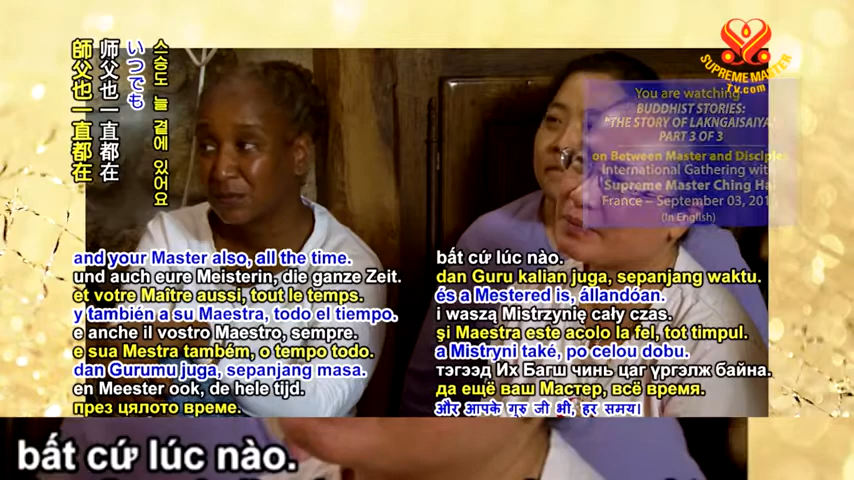 SUPREME MASTER
TV.com
You are watching
BUDDHIST STORIES:
"THE STORY OF LAKNGAISAIYA,"
PART 3 OF 3
on Between Master and Disciples
International Gathering with
Supreme Master Ching Hai
France – September 03, 201
(In English)
스승도 늘 곁에 있어요
いつでも
师父也一直都在
師父也一直都在
and your Master also, all the time.
und auch eure Meisterin, die ganze Zeit.
et votre Maître aussi, tout le temps.
y también a su Maestra, todo el tiempo.
e anche il vostro Maestro, sempre.
e sua Mestra também, o tempo todo.
dan Gurumu juga, sepanjang masa.
en Meester ook, de hele tijd.
през цялото време.
bất cứ lúc nào.
dan Guru kalian juga, sepanjang waktu.
és a Mestered is, állandóan.
i waszą Mistrzynię cały czas.
şi Maestra este acolo la fel, tot timpul.
a Mistryni také, po celou dobu.
тэгээд Их Багш чинь цаг үргэлж байна.
да ещё ваш Мастер, всё время.
और आपके गुरु जी भी, हर समय।
bất cứ lúc nào.